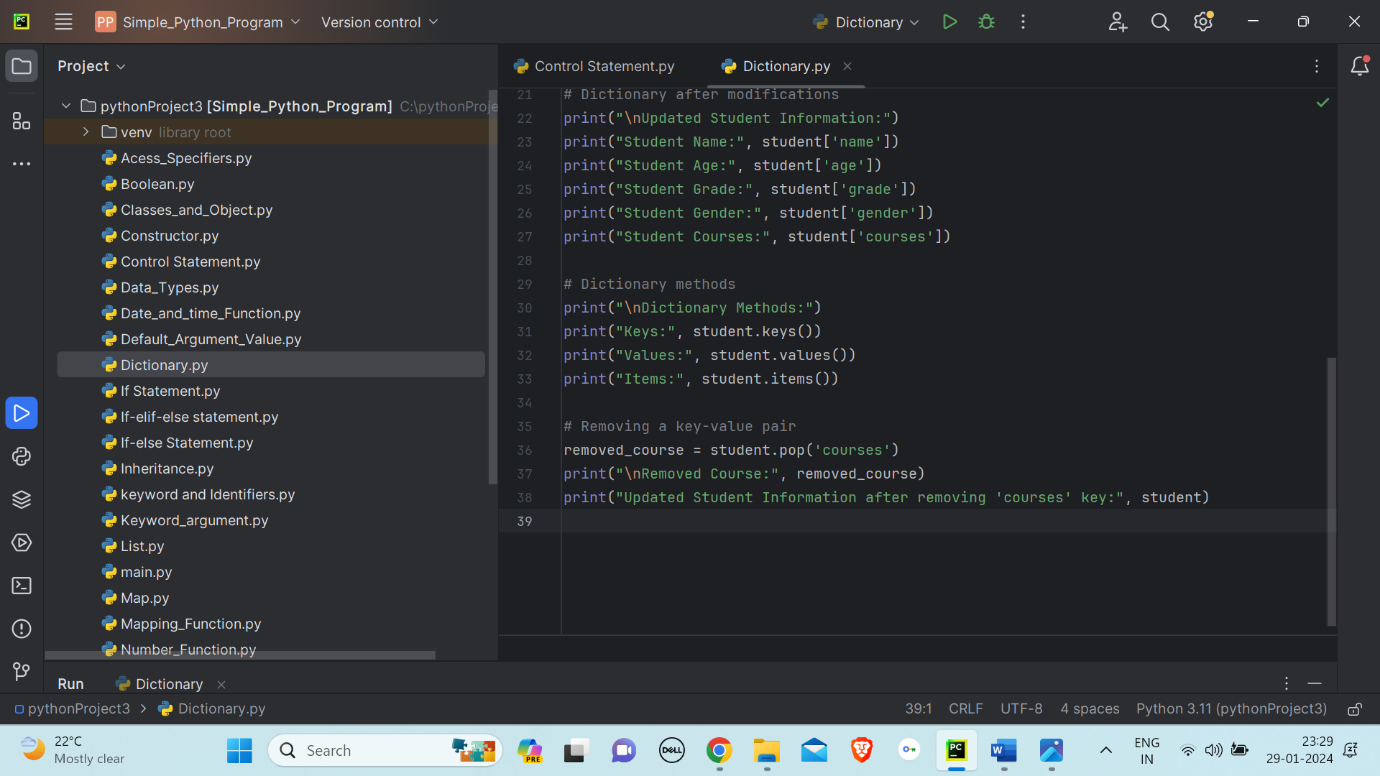 PC
PP Simple_Python_Program Version control Dictionary
Project
pythonProject3 [Simple_Python_Program] C:\pythonProje
venv library root
Acess_Specifiers.py
Boolean.py
Classes_and_Object.py
Constructor.py
Control Statement.py
Data_Types.py
Date_and_time_Function.py
Default_Argument_Value.py
Dictionary.py
If Statement.py
If-elif-else statement.py
If-else Statement.py
Inheritance.py
keyword and Identifiers.py
Keyword_argument.py
List.py
main.py
Map.py
Mapping_Function.py
Number_Function.py
Control Statement.py Dictionary.py
21 # Dictionary after modifications
22 print("\nUpdated Student Information:")
23 print("Student Name:", student['name'])
24 print("Student Age:", student['age'])
25 print("Student Grade:", student['grade'])
26 print("Student Gender:", student['gender'])
27 print("Student Courses:", student['courses'])
28
29 # Dictionary methods
30 print("\nDictionary Methods:")
31 print("Keys:", student.keys())
32 print("Values:", student.values())
33 print("Items:", student.items())
34
35 # Removing a key-value pair
36 removed_course = student.pop('courses')
37 print("\nRemoved Course:", removed_course)
38 print("Updated Student Information after removing 'courses' key:", student)
39
Run Dictionary
pythonProject3 Dictionary.py 39:1 CRLF UTF-8 4 spaces Python 3.11 (pythonProject3)
22°C
Mostly clear
Search
PRE
DELL
PC
W
ENG
IN
23:29
29-01-2024